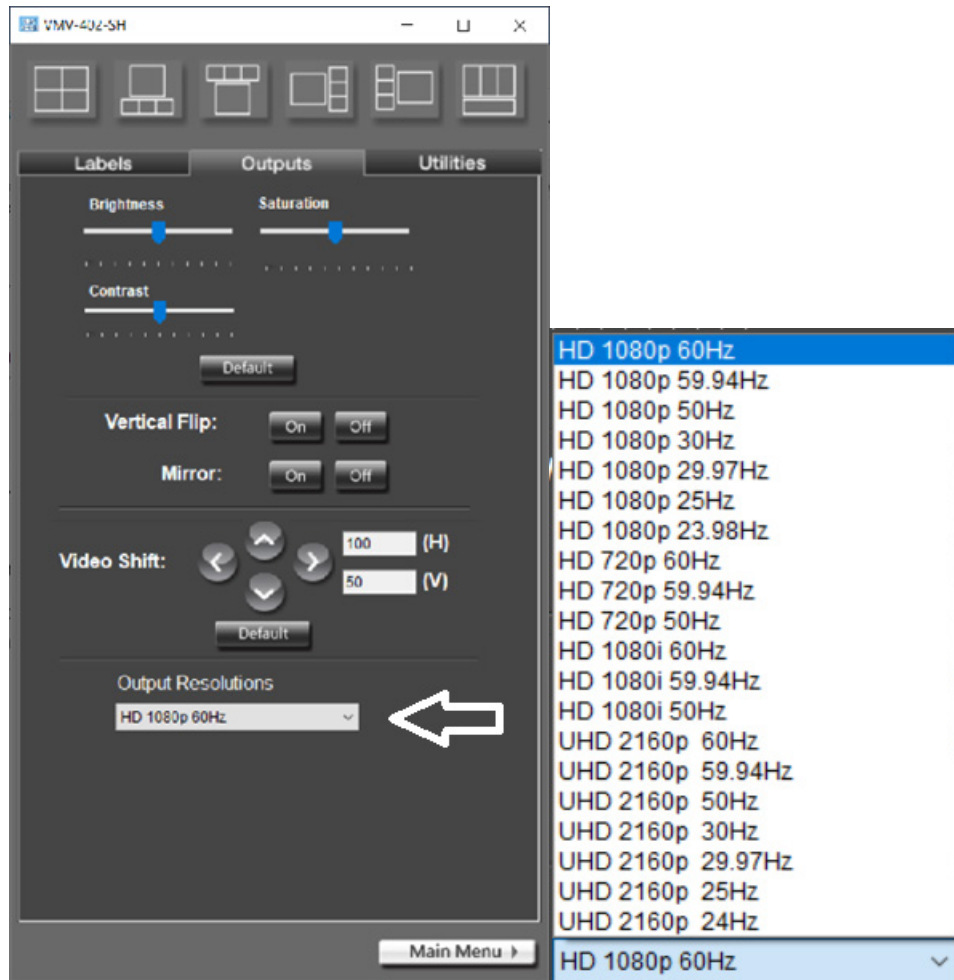 VMV-402-SH
Labels Outputs Utilities
Brightness Saturation
Contrast
Default
Vertical Flip: On Off
Mirror: On Off
Video Shift: 100 (H)
50 (V)
Default
Output Resolutions
HD 1080p 60Hz
Main Menu
HD 1080p 60Hz
HD 1080p 59.94Hz
HD 1080p 50Hz
HD 1080p 30Hz
HD 1080p 29.97Hz
HD 1080p 25Hz
HD 1080p 23.98Hz
HD 720p 60Hz
HD 720p 59.94Hz
HD 720p 50Hz
HD 1080i 60Hz
HD 1080i 59.94Hz
HD 1080i 50Hz
UHD 2160p 60Hz
UHD 2160p 59.94Hz
UHD 2160p 50Hz
UHD 2160p 30Hz
UHD 2160p 29.97Hz
UHD 2160p 25Hz
UHD 2160p 24Hz
HD 1080p 60Hz